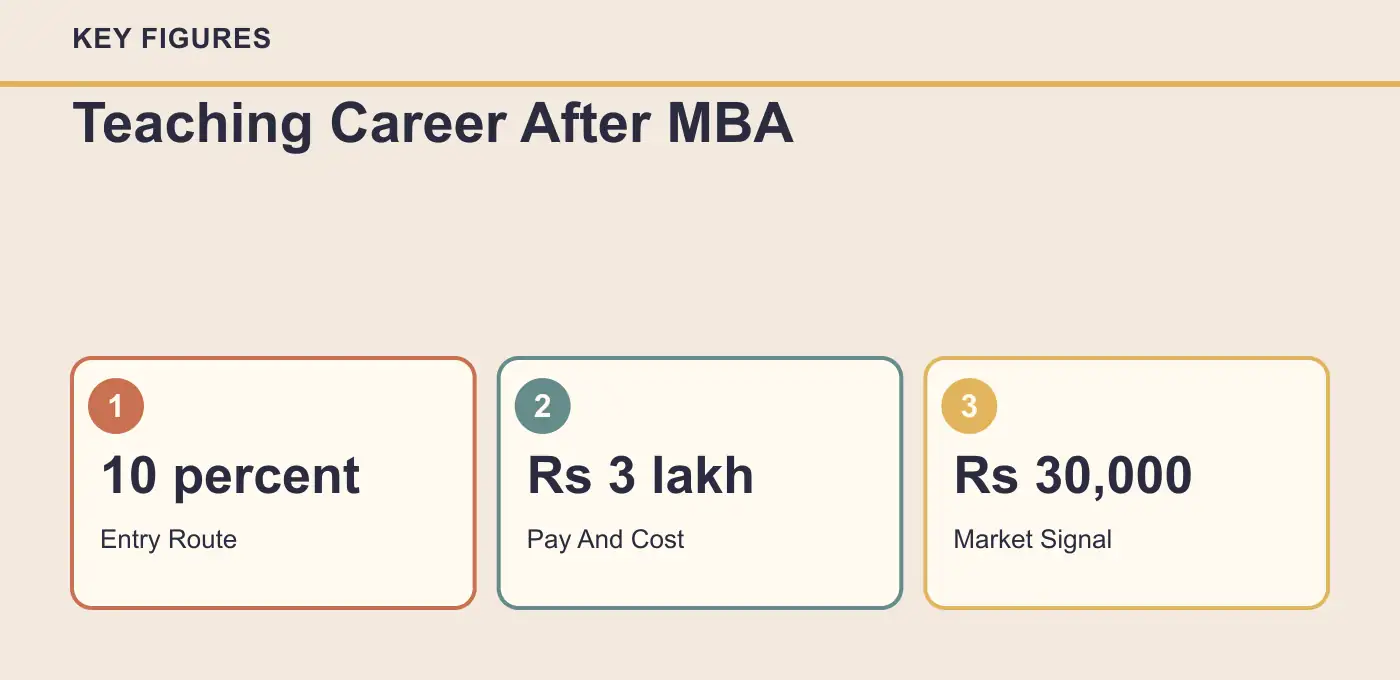 KEY FIGURES
Teaching Career After MBA
1
10 percent
Entry Route
2
Rs 3 lakh
Pay And Cost
3
Rs 30,000
Market Signal